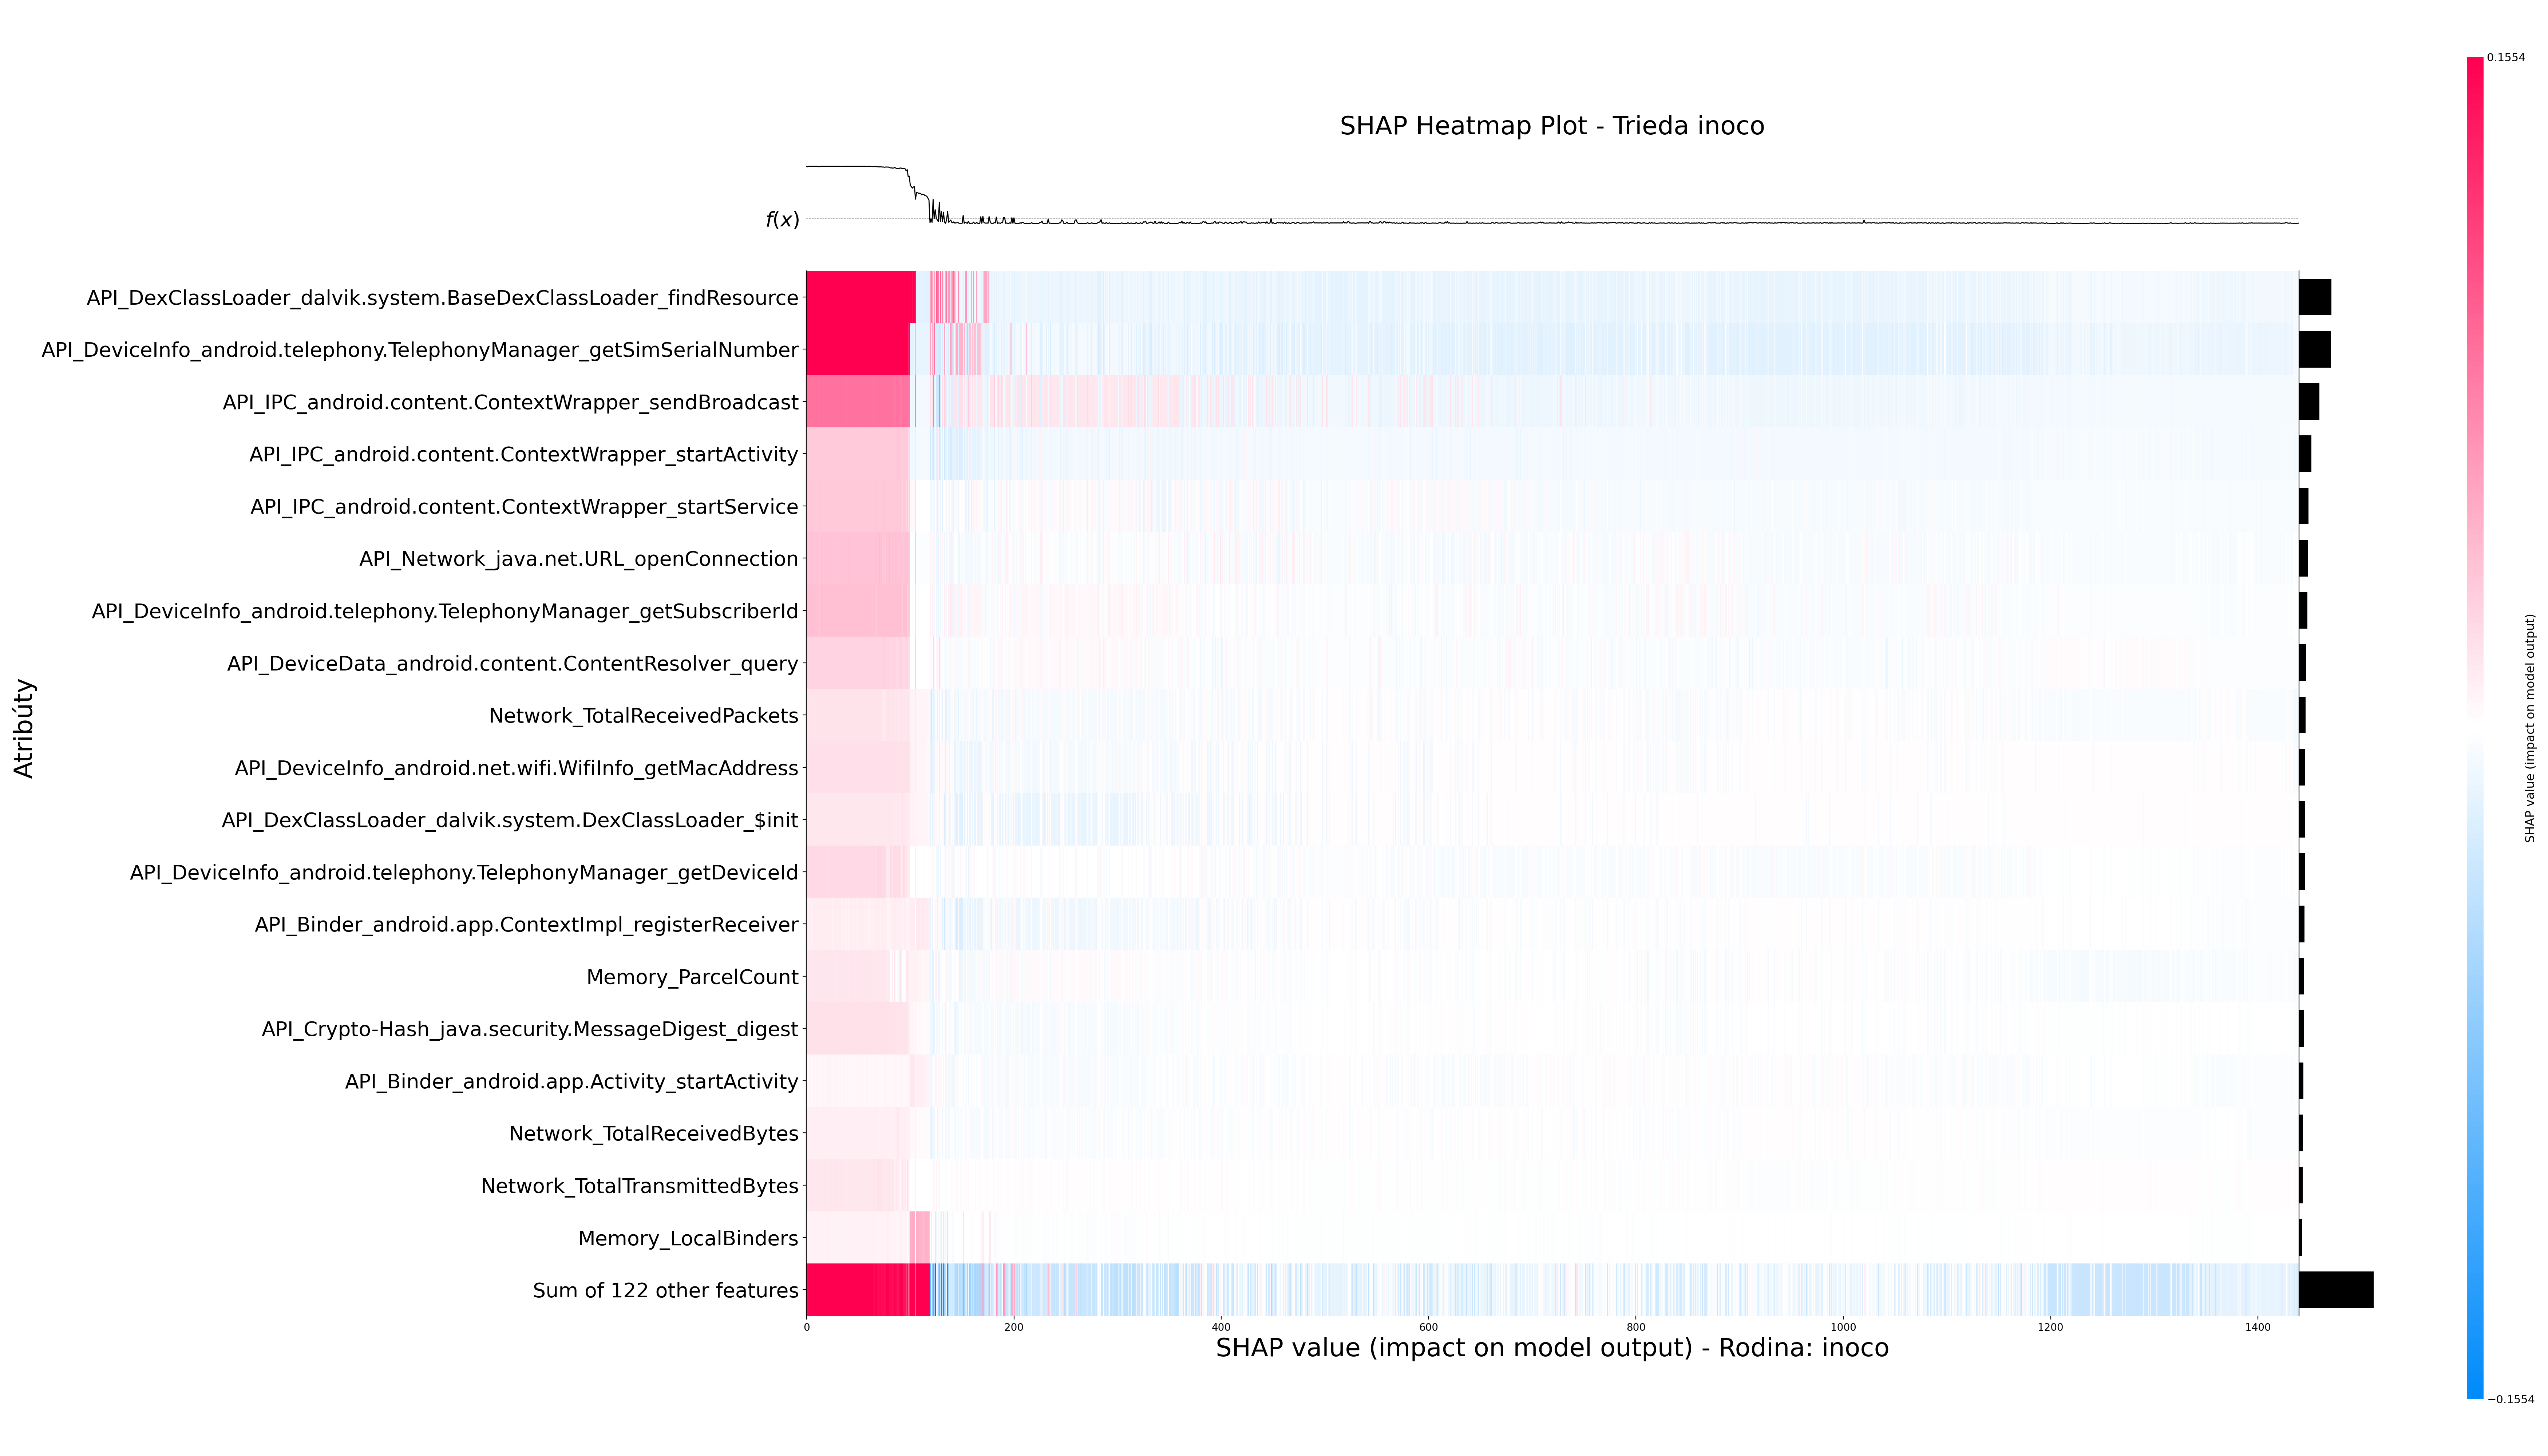 SHAP Heatmap Plot - Trieda inoco
0.1554
f(x)
API_DexClassLoader_dalvik.system.BaseDexClassLoader_findResource
API_DeviceInfo_android.telephony.TelephonyManager_getSimSerialNumber
API_IPC_android.content.ContextWrapper_sendBroadcast
API_IPC_android.content.ContextWrapper_startActivity
API_IPC_android.content.ContextWrapper_startService
API_Network_java.net.URL_openConnection
API_DeviceInfo_android.telephony.TelephonyManager_getSubscriberId
API_DeviceData_android.content.ContentResolver_query
Network_TotalReceivedPackets
API_DeviceInfo_android.net.wifi.WifiInfo_getMacAddress
API_DexClassLoader_dalvik.system.DexClassLoader_$init
API_DeviceInfo_android.telephony.TelephonyManager_getDeviceId
API_Binder_android.app.ContextImpl_registerReceiver
Memory_ParcelCount
API_Crypto-Hash_java.security.MessageDigest_digest
API_Binder_android.app.Activity_startActivity
Network_TotalReceivedBytes
Network_TotalTransmittedBytes
Memory_LocalBinders
Sum of 122 other features
Atribúty
0 200 400 600 800 1000 1200 1400
SHAP value (impact on model output) - Rodina: inoco
SHAP value (impact on model output)
−0.1554